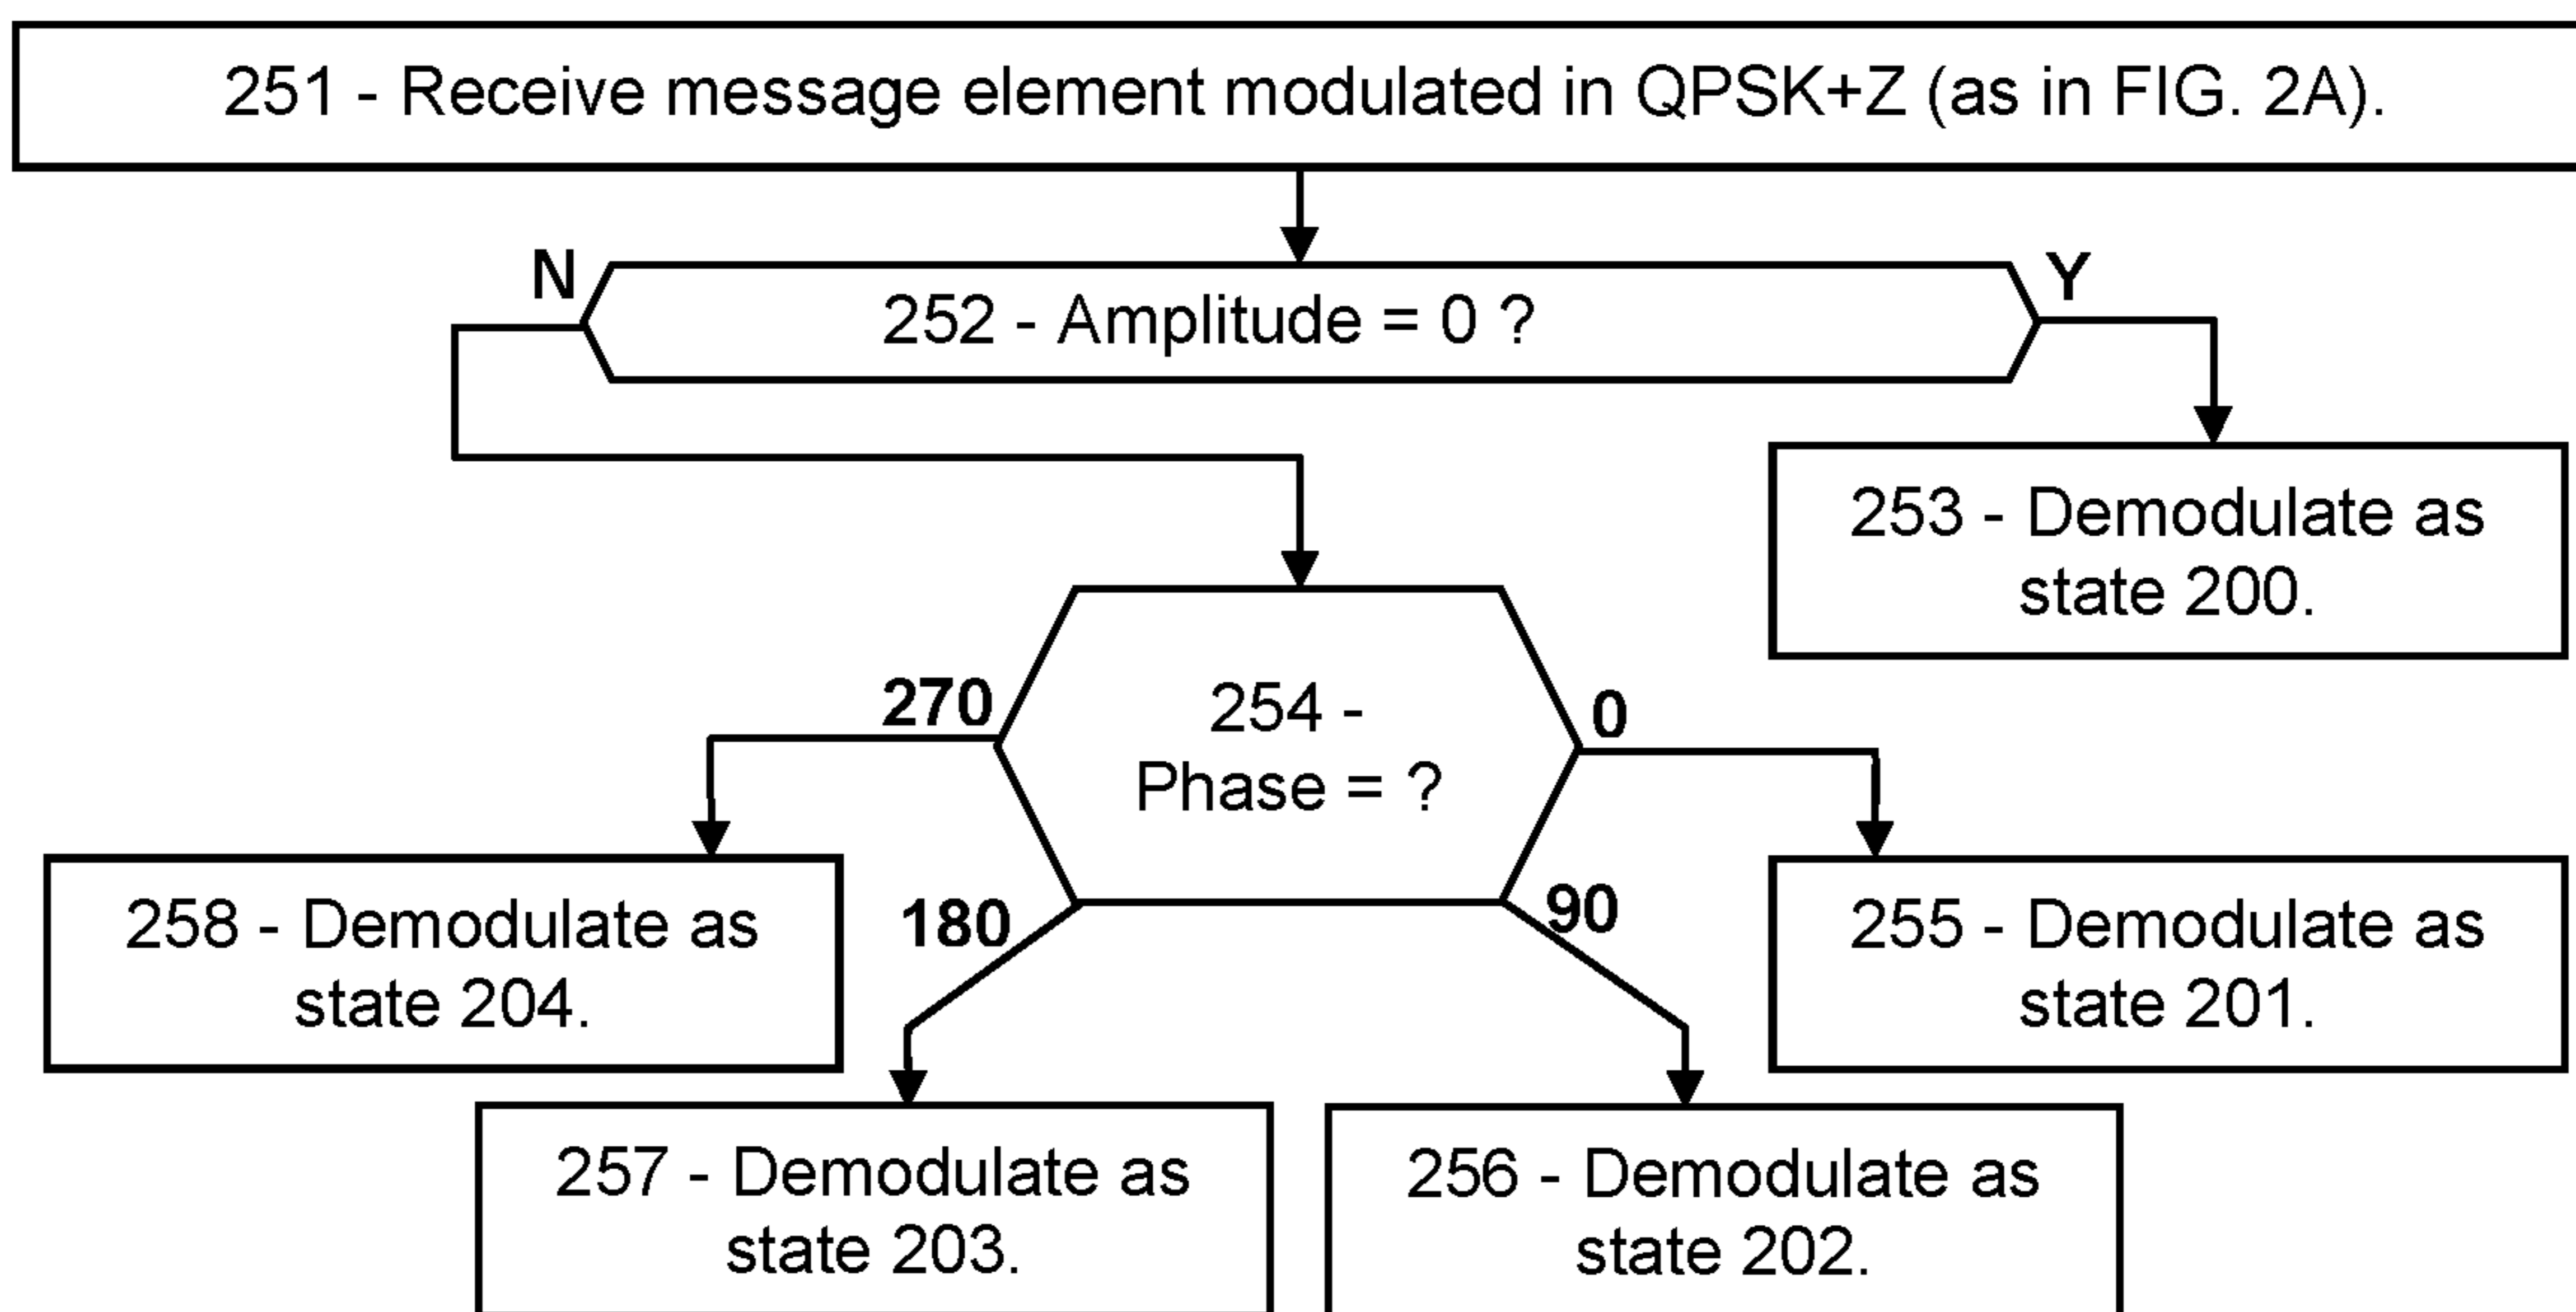 251 - Receive message element modulated in QPSK+Z (as in FIG. 2A).
N
Y
252 - Amplitude = 0 ?
253 - Demodulate as
state 200.
270
254 -
Phase = ?
0
180
90
258 - Demodulate as
state 204.
255 - Demodulate as
state 201.
257 - Demodulate as
state 203.
256 - Demodulate as
state 202.